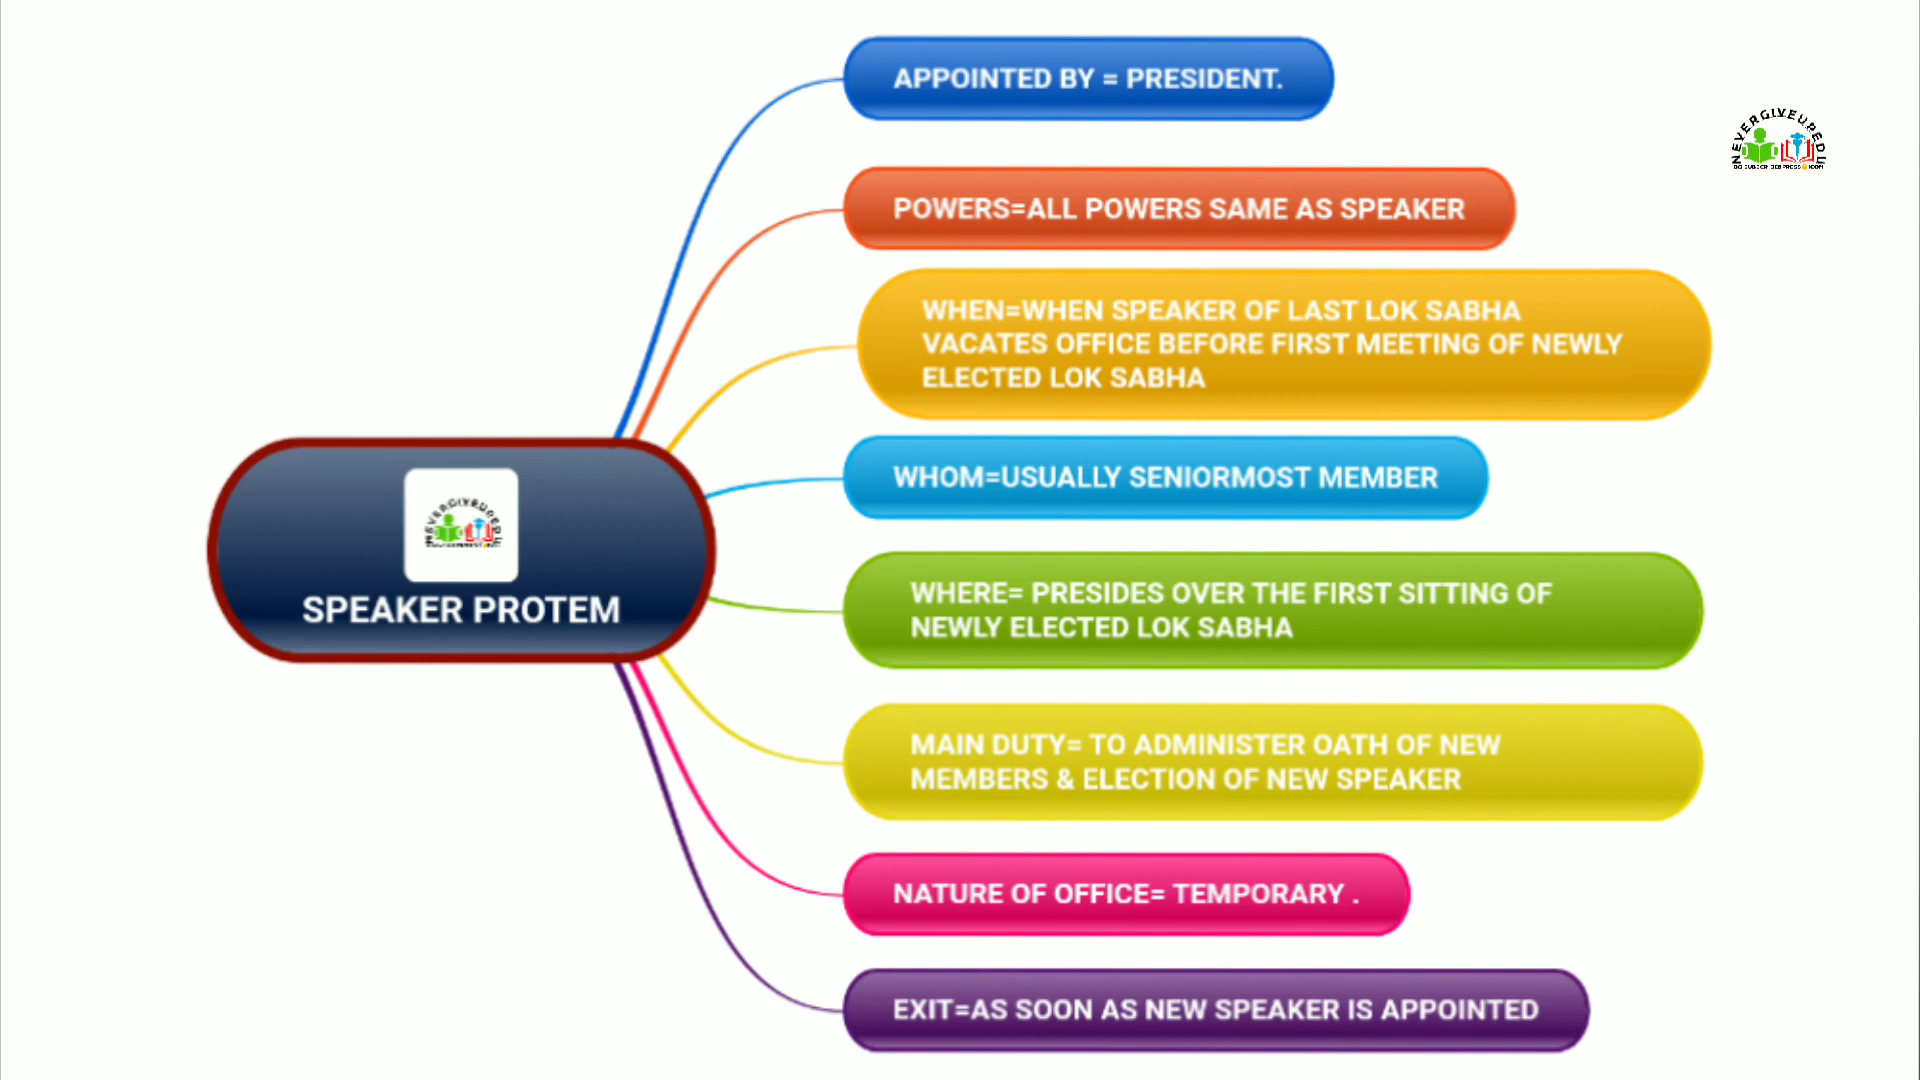 APPOINTED BY = PRESIDENT.
NEVERGIVEUPEDU
POWERS=ALL POWERS SAME AS SPEAKER
WHEN=WHEN SPEAKER OF LAST LOK SABHA
VACATES OFFICE BEFORE FIRST MEETING OF NEWLY
ELECTED LOK SABHA
WHOM=USUALLY SENIORMOST MEMBER
NEVERGIVEUPEDU
SPEAKER PROTEM
WHERE= PRESIDES OVER THE FIRST SITTING OF
NEWLY ELECTED LOK SABHA
MAIN DUTY= TO ADMINISTER OATH OF NEW
MEMBERS & ELECTION OF NEW SPEAKER
NATURE OF OFFICE= TEMPORARY .
EXIT=AS SOON AS NEW SPEAKER IS APPOINTED